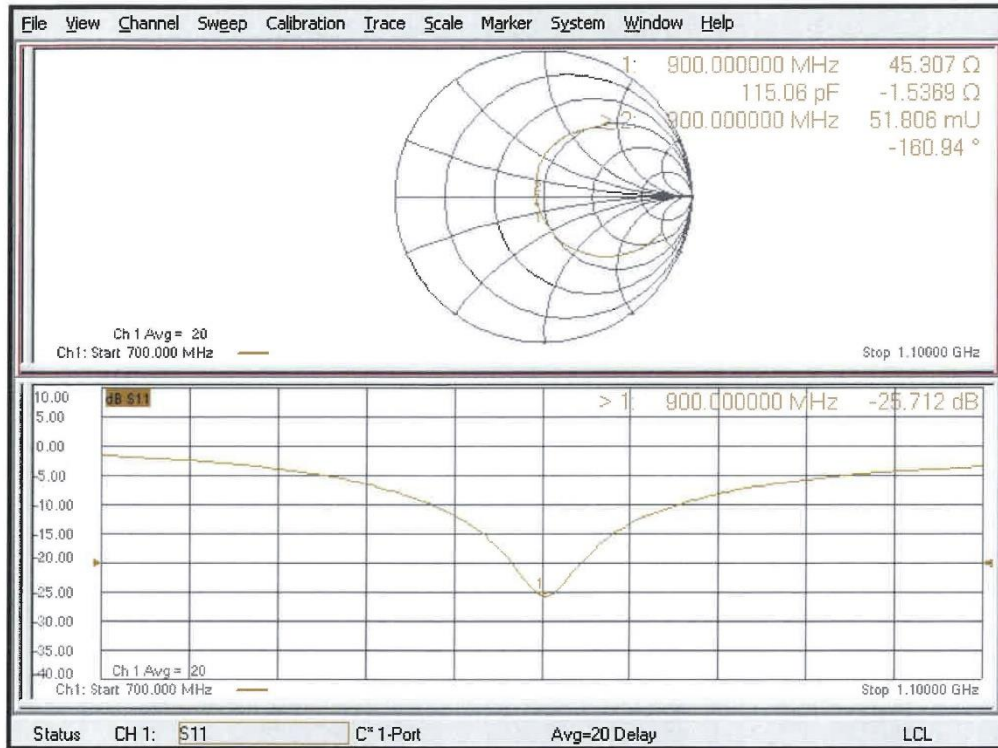 File View Channel Sweep Calibration Trace Scale Marker System Window Help
1: 900.000000 MHz 45.307 Ω
115.06 pF -1.5369 Ω
> 2: 900.000000 MHz 51.806 mU
-160.94 °
Ch 1 Avg = 20
Ch1: Start 700.000 MHz
Stop 1.10000 GHz
10.00
dB S11
> 1: 900.000000 MHz -25.712 dB
5.00
0.00
-5.00
-10.00
-15.00
-20.00
-25.00
1
-30.00
-35.00
-40.00
Ch 1 Avg = 20
Ch1: Start 700.000 MHz
Stop 1.10000 GHz
Status CH 1: S11 C* 1-Port Avg=20 Delay LCL